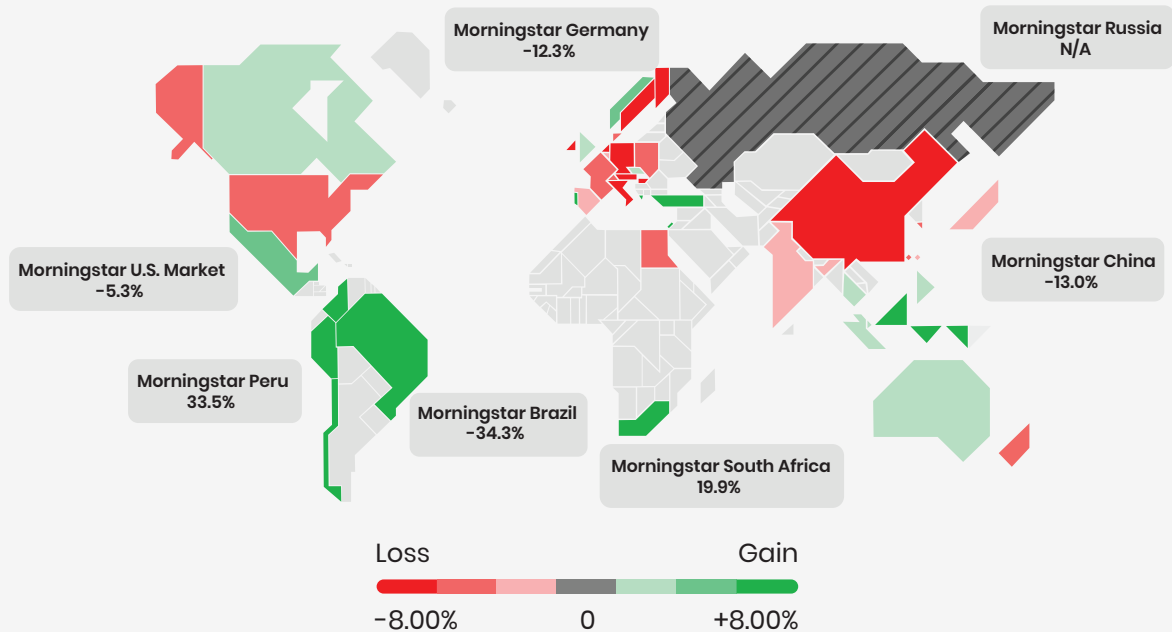 Morningstar Germany
-12.3%
Morningstar Russia
N/A
Morningstar U.S. Market
-5.3%
Morningstar China
-13.0%
Morningstar Peru
33.5%
Morningstar Brazil
-34.3%
Morningstar South Africa
19.9%
Loss Gain
-8.00% 0 +8.00%